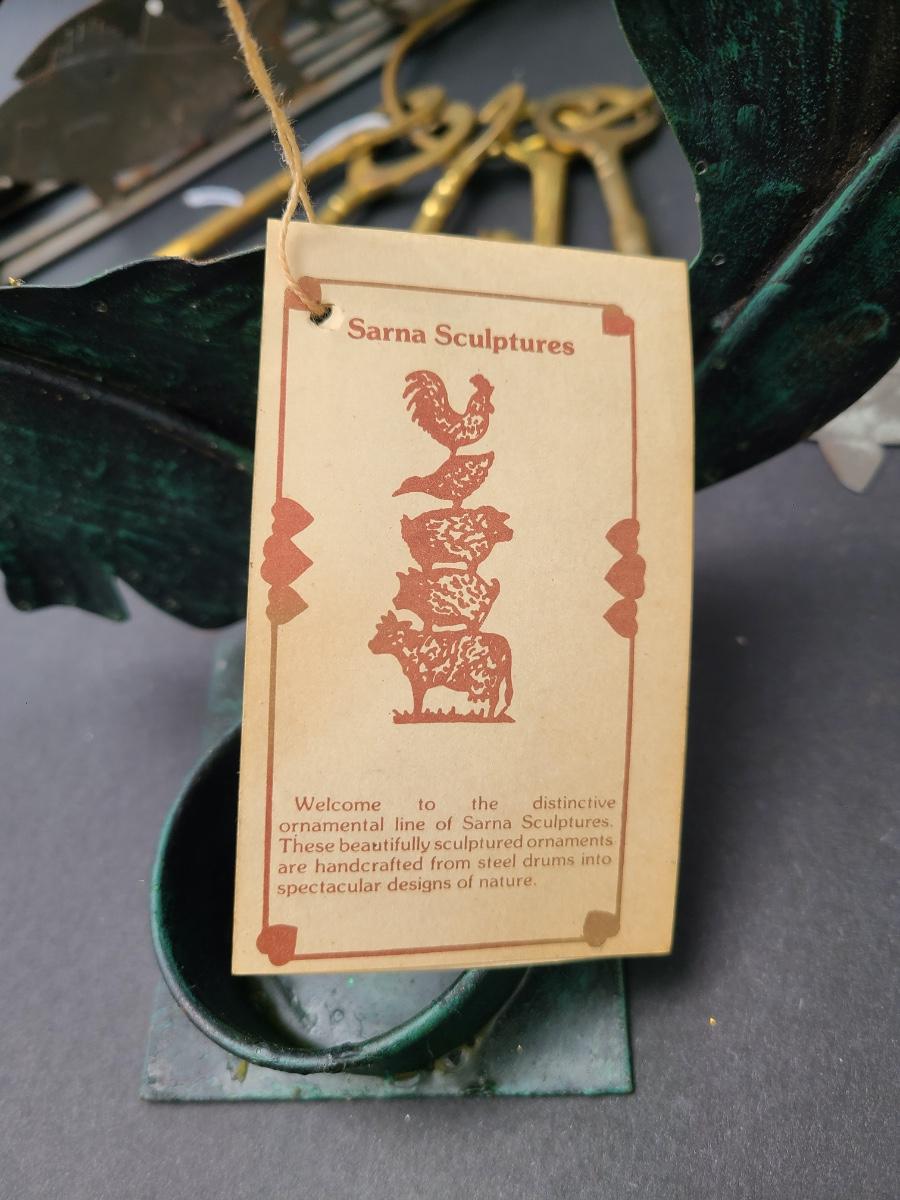 Sarna Sculptures
Welcome to the distinctive
ornamental line of Sarna Sculptures.
These beautifully sculptured ornaments
are handcrafted from steel drums into
spectacular designs of nature.